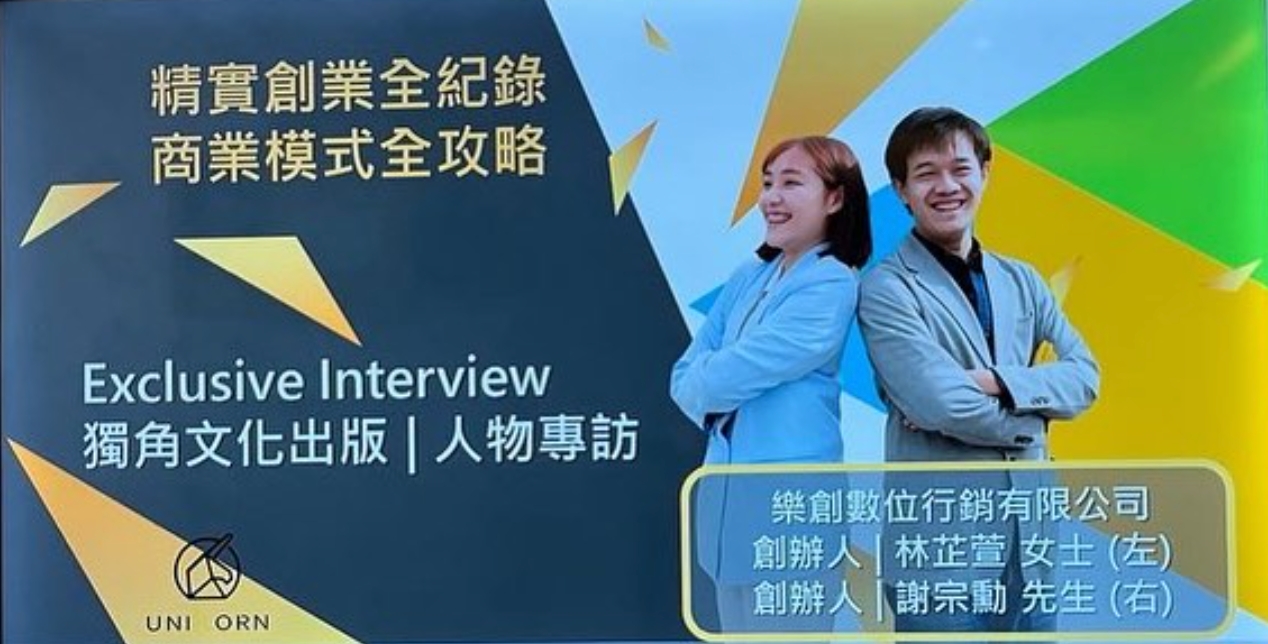 精實創業全紀錄
商業模式全攻略
Exclusive Interview
獨角文化出版 | 人物專訪
UNI ORN
樂創數位行銷有限公司
創辦人 | 林芷萱 女士 (左)
創辦人 | 謝宗勳 先生 (右)